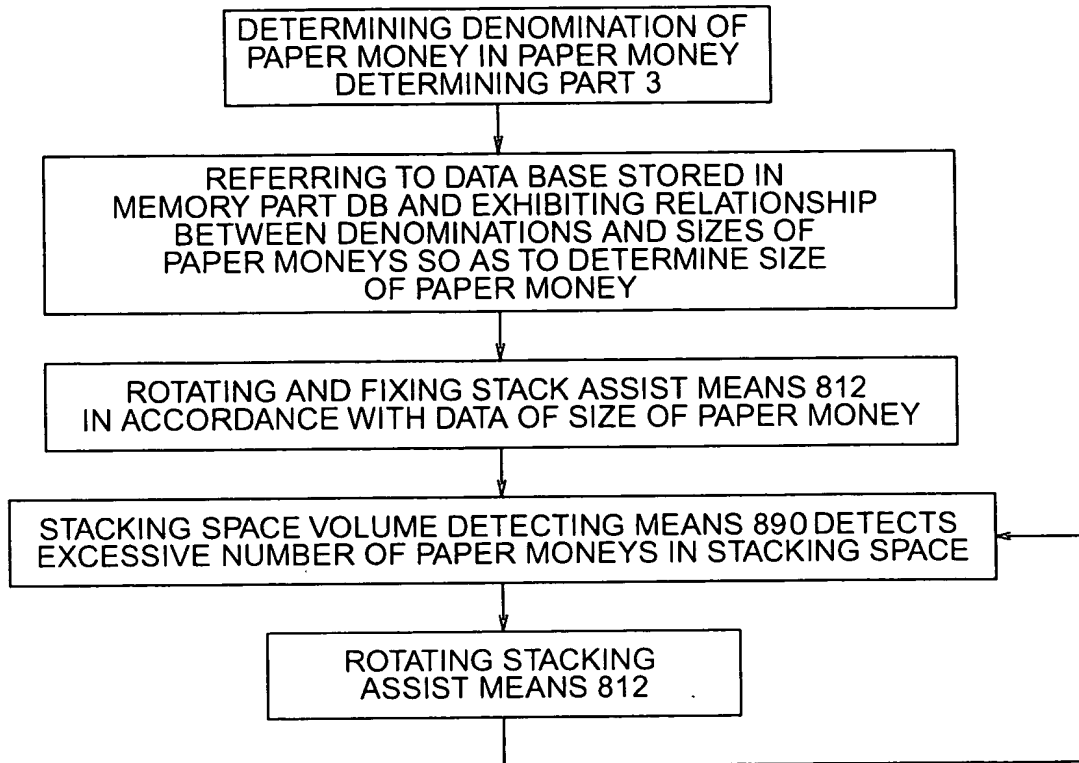 DETERMINING DENOMINATION OF
PAPER MONEY IN PAPER MONEY
DETERMINING PART 3
REFERRING TO DATA BASE STORED IN
MEMORY PART DB AND EXHIBITING RELATIONSHIP
BETWEEN DENOMINATIONS AND SIZES OF
PAPER MONEYS SO AS TO DETERMINE SIZE
OF PAPER MONEY
ROTATING AND FIXING STACK ASSIST MEANS 812
IN ACCORDANCE WITH DATA OF SIZE OF PAPER MONEY
STACKING SPACE VOLUME DETECTING MEANS 890 DETECTS
EXCESSIVE NUMBER OF PAPER MONEYS IN STACKING SPACE
ROTATING STACKING
ASSIST MEANS 812